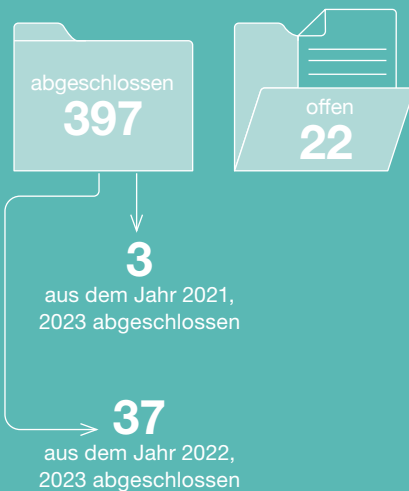 abgeschlossen
397
offen
22
3
aus dem Jahr 2021,
2023 abgeschlossen
37
aus dem Jahr 2022,
2023 abgeschlossen